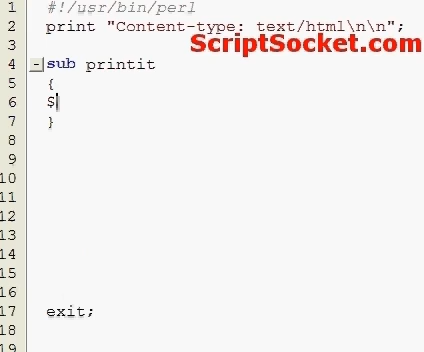 1 #!/usr/bin/perl
2 print "Content-type: text/html\n\n";
3 ScriptSocket.com
4 sub printit
5 {
6 $
7 }
8
9
10
11
12
13
14
15
16
17 exit;
18
19